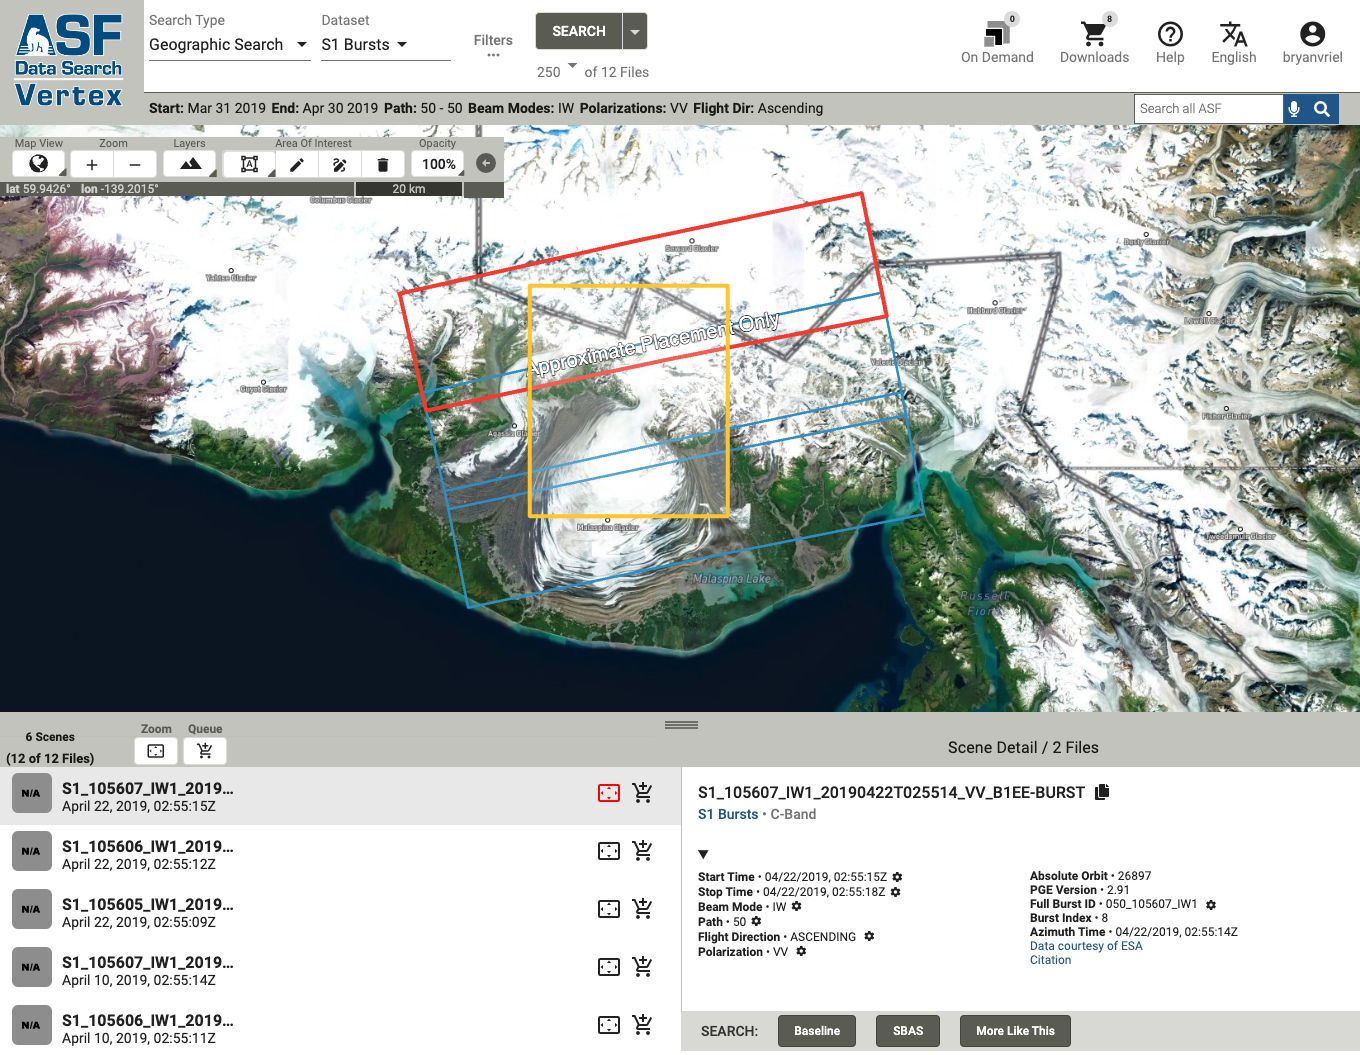 ASF
Data Search
Vertex
Search Type
Geographic Search
Dataset
S1 Bursts
Filters
•••
SEARCH
250 of 12 Files
0
On Demand
8
Downloads
Help
English
bryanvriel
Start: Mar 31 2019 End: Apr 30 2019 Path: 50 - 50 Beam Modes: IW Polarizations: VV Flight Dir: Ascending
Search all ASF
Map View
Zoom
Layers
Area Of Interest
Opacity
100%
lat 59.9426° lon -139.2015°
20 km
Columbus Glacier
Seward Glacier
Dusty Glacier
Yahtse Glacier
Hubbard Glacier
Lowell Glacier
Approximate Placement Only
Valerie Glacier
Guyot Glacier
Fisher Glacier
Agassiz Glacier
Malaspina Glacier
Tweedsmuir Glacier
Malaspina Lake
Russell
Fiord
6 Scenes
(12 of 12 Files)
Zoom
Queue
Scene Detail / 2 Files
N/A
S1_105607_IW1_2019...
April 22, 2019, 02:55:15Z
N/A
S1_105606_IW1_2019...
April 22, 2019, 02:55:12Z
N/A
S1_105605_IW1_2019...
April 22, 2019, 02:55:09Z
N/A
S1_105607_IW1_2019...
April 10, 2019, 02:55:14Z
N/A
S1_105606_IW1_2019...
April 10, 2019, 02:55:11Z
S1_105607_IW1_20190422T025514_VV_B1EE-BURST
S1 Bursts • C-Band
Start Time • 04/22/2019, 02:55:15Z
Stop Time • 04/22/2019, 02:55:18Z
Beam Mode • IW
Path • 50
Flight Direction • ASCENDING
Polarization • VV
Absolute Orbit • 26897
PGE Version • 2.91
Full Burst ID • 050_105607_IW1
Burst Index • 8
Azimuth Time • 04/22/2019, 02:55:14Z
Data courtesy of ESA
Citation
SEARCH:
Baseline
SBAS
More Like This